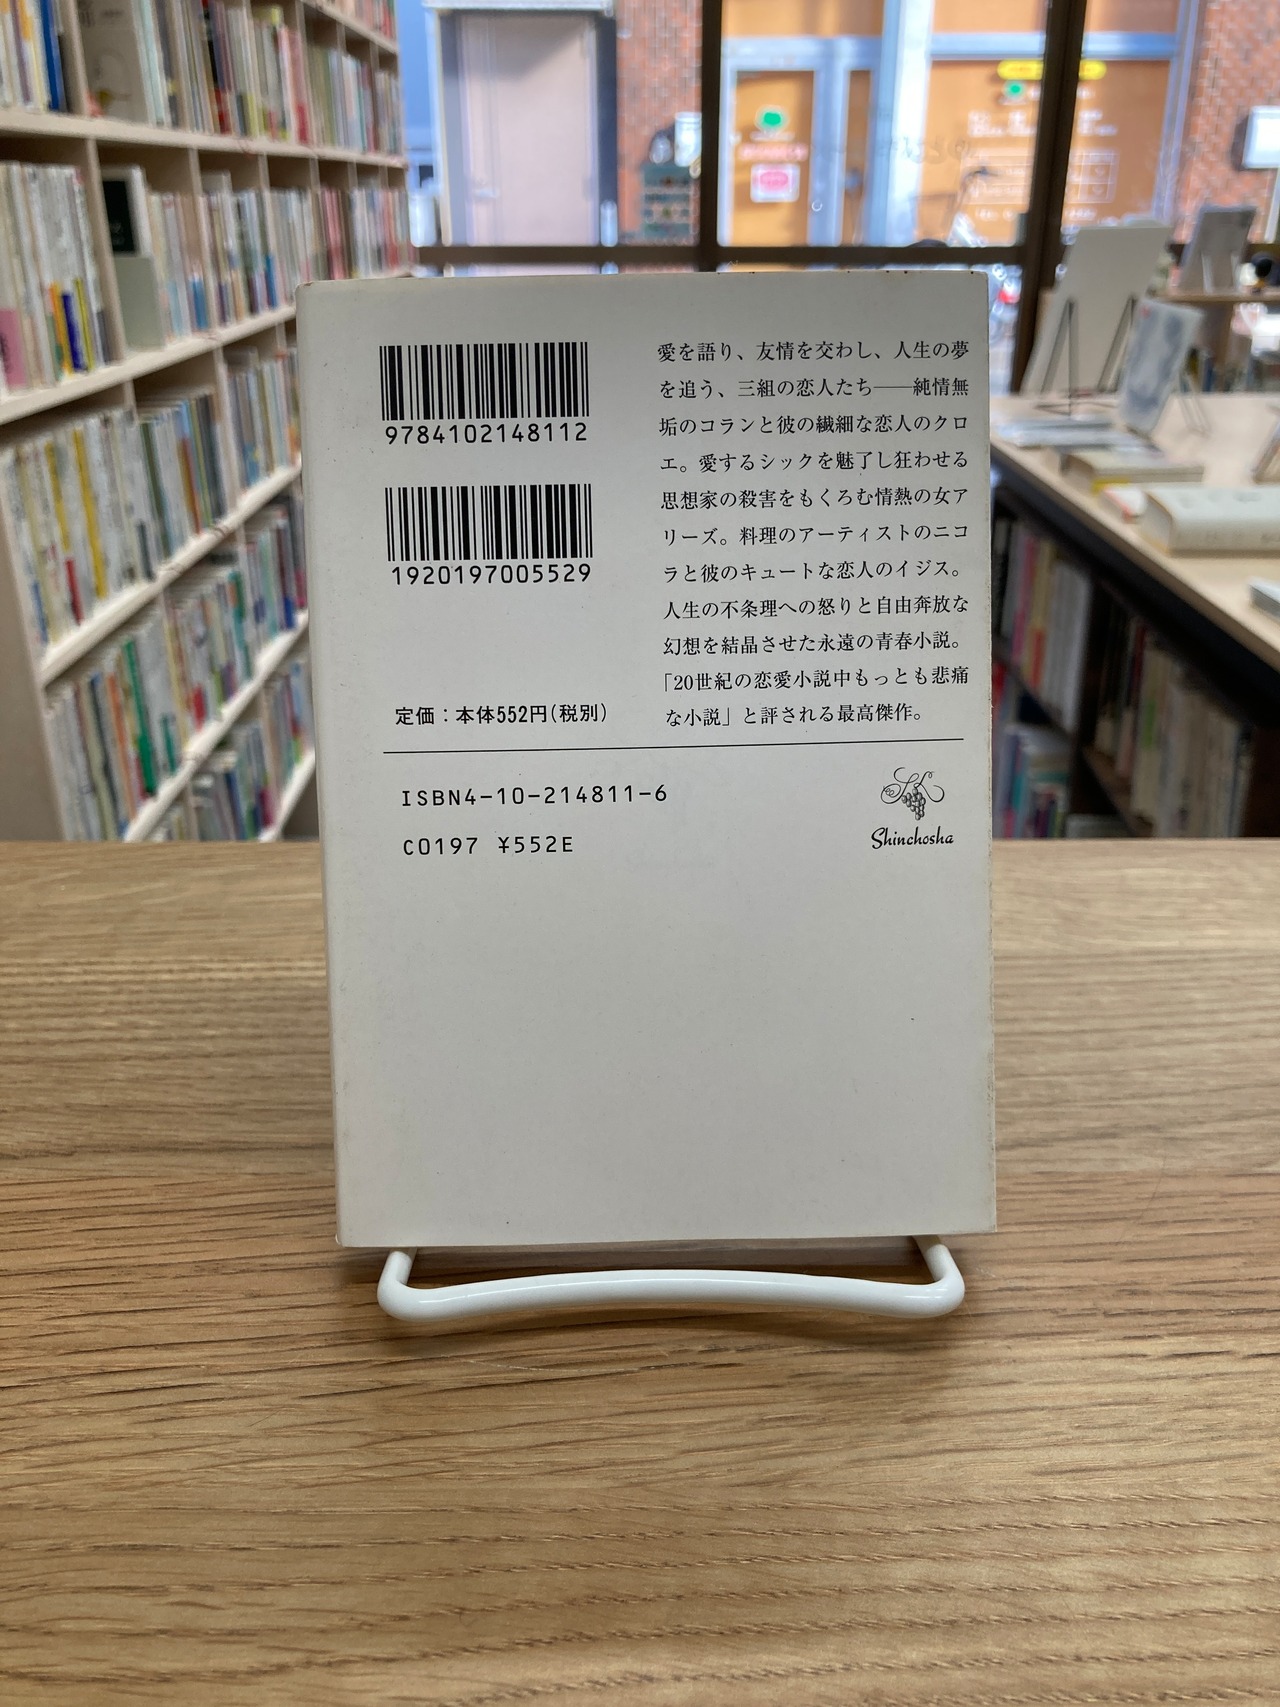 9784102148112
1920197005529
定価：本体552円(税別)
愛を語り、友情を交わし、人生の夢
を追う、三組の恋人たち――純情無
垢のコランと彼の繊細な恋人のクロ
エ。愛するシックを魅了し狂わせる
思想家の殺害をもくろむ情熱の女ア
リーズ。料理のアーティストのニコ
ラと彼のキュートな恋人のイジス。
人生の不条理への怒りと自由奔放な
幻想を結晶させた永遠の青春小説。
「20世紀の恋愛小説中もっとも悲痛
な小説」と評される最高傑作。
ISBN4-10-214811-6
C0197 ¥552E
Shinchosha